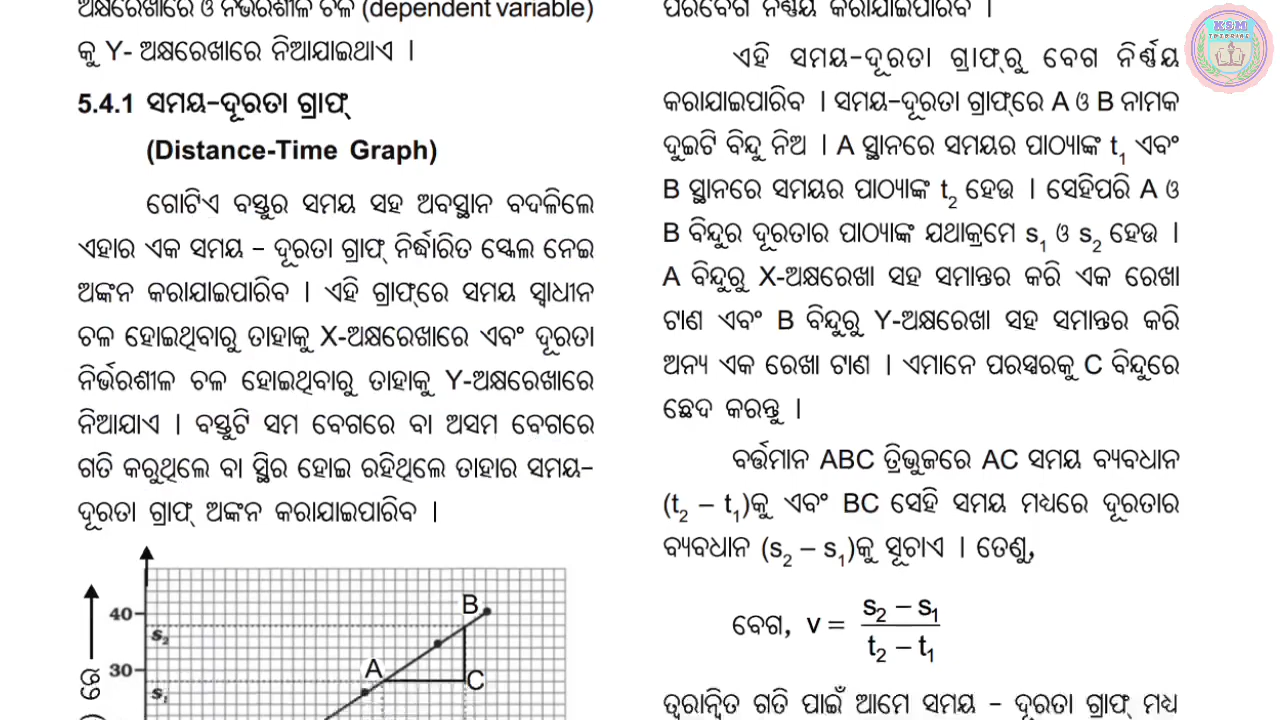 ଅକ୍ଷରେଖାରେ ଓ ନିର୍ଭରଶୀଳ ଚଳ (dependent variable)
କୁ Y- ଅକ୍ଷରେଖାରେ ନିଆଯାଇଥାଏ ।
5.4.1 ସମୟ-ଦୂରତା ଗ୍ରାଫ୍
(Distance-Time Graph)
ଗୋଟିଏ ବସ୍ତୁର ସମୟ ସହ ଅବସ୍ଥାନ ବଦଳିଲେ
ଏହାର ଏକ ସମୟ – ଦୂରତା ଗ୍ରାଫ୍ ନିର୍ଦ୍ଧାରିତ ସ୍କେଲ ନେଇ
ଅଙ୍କନ କରାଯାଇପାରିବ । ଏହି ଗ୍ରାଫ୍‌ରେ ସମୟ ସ୍ଵାଧୀନ
ଚଳ ହୋଇଥିବାରୁ ତାହାକୁ X-ଅକ୍ଷରେଖାରେ ଏବଂ ଦୂରତା
ନିର୍ଭରଶୀଳ ଚଳ ହୋଇଥିବାରୁ ତାହାକୁ Y-ଅକ୍ଷରେଖାରେ
ନିଆଯାଏ । ବସ୍ତୁଟି ସମ ବେଗରେ ବା ଅସମ ବେଗରେ
ଗତି କରୁଥିଲେ ବା ସ୍ଥିର ହୋଇ ରହିଥିଲେ ତାହାର ସମୟ-
ଦୂରତା ଗ୍ରାଫ୍ ଅଙ୍କନ କରାଯାଇପାରିବ ।
40
30
s₂
s₁
A
B
C
ରେ
ପରିବେଗ ନିର୍ଣ୍ଣୟ କରାଯାଇପାରିବ ।
ଏହି ସମୟ-ଦୂରତା ଗ୍ରାଫ୍‌ରୁ ବେଗ ନିର୍ଣ୍ଣୟ
କରାଯାଇପାରିବ । ସମୟ-ଦୂରତା ଗ୍ରାଫ୍‌ରେ A ଓ B ନାମକ
ଦୁଇଟି ବିନ୍ଦୁ ନିଅ । A ସ୍ଥାନରେ ସମୟର ପାଠ୍ୟାଙ୍କ t₁ ଏବଂ
B ସ୍ଥାନରେ ସମୟର ପାଠ୍ୟାଙ୍କ t₂ ହେଉ । ସେହିପରି A ଓ
B ବିନ୍ଦୁର ଦୂରତାର ପାଠ୍ୟାଙ୍କ ଯଥାକ୍ରମେ s₁ ଓ s₂ ହେଉ ।
A ବିନ୍ଦୁରୁ X-ଅକ୍ଷରେଖା ସହ ସମାନ୍ତର କରି ଏକ ରେଖା
ଟାଣ ଏବଂ B ବିନ୍ଦୁରୁ Y-ଅକ୍ଷରେଖା ସହ ସମାନ୍ତର କରି
ଅନ୍ୟ ଏକ ରେଖା ଟାଣ । ଏମାନେ ପରସ୍ପରକୁ C ବିନ୍ଦୁରେ
ଛେଦ କରନ୍ତୁ ।
ବର୍ତ୍ତମାନ ABC ତ୍ରିଭୁଜରେ AC ସମୟ ବ୍ୟବଧାନ
(t₂ – t₁)କୁ ଏବଂ BC ସେହି ସମୟ ମଧ୍ୟରେ ଦୂରତାର
ବ୍ୟବଧାନ (s₂ – s₁)କୁ ସୂଚାଏ । ତେଣୁ,
ବେଗ, v = (s₂ – s₁) / (t₂ – t₁)
ତ୍ୱରାନ୍ୱିତ ଗତି ପାଇଁ ଆମେ ସମୟ – ଦୂରତା ଗ୍ରାଫ୍ ମଧ୍ୟ
KSM